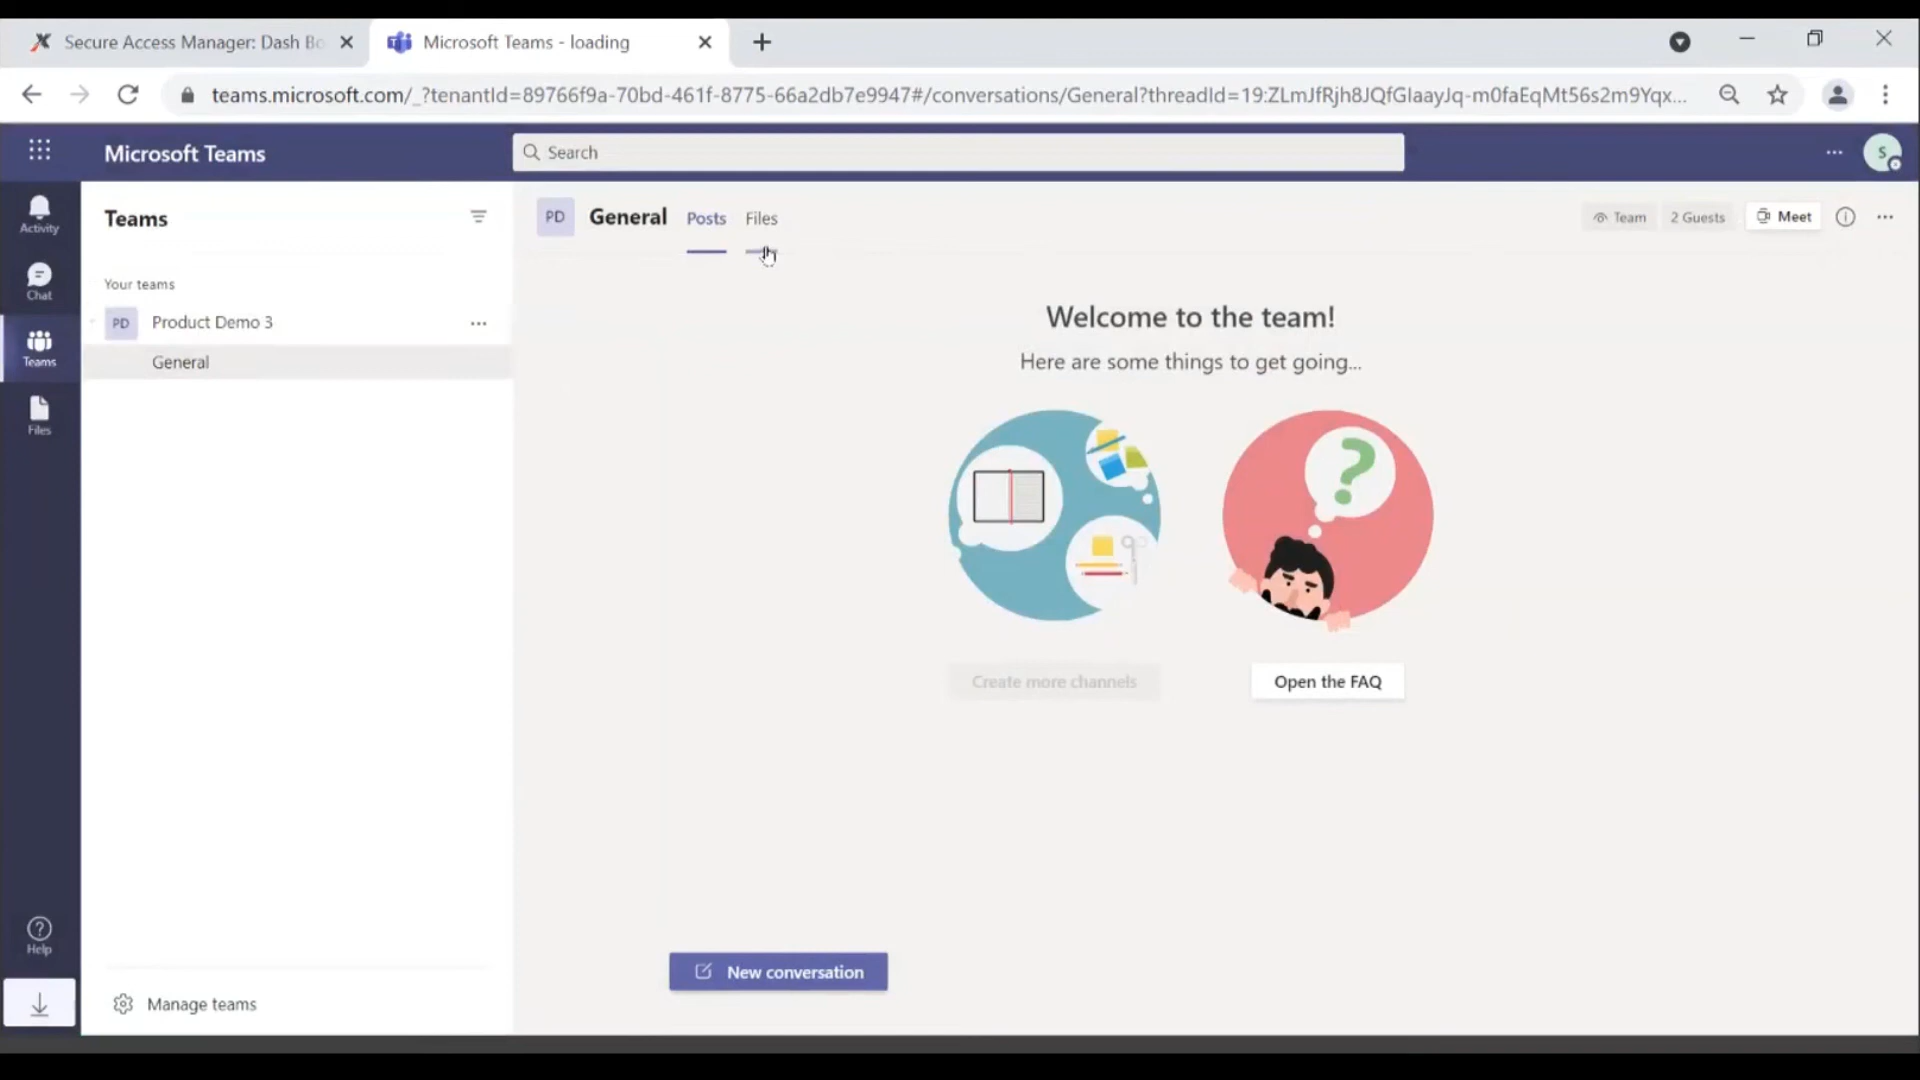 Secure Access Manager: Dash Bo
Microsoft Teams - loading
teams.microsoft.com/_?tenantId=89766f9a-70bd-461f-8775-66a2db7e9947#/conversations/General?threadId=19:ZLmJfRjh8JQfGlaayJq-m0faEqMt56s2m9Yqx...
Microsoft Teams
Search
S
Activity
Chat
Teams
Files
Help
Teams
Your teams
PD Product Demo 3
General
Manage teams
PD General Posts Files
Team 2 Guests Meet
Welcome to the team!
Here are some things to get going...
?
Create more channels
Open the FAQ
New conversation